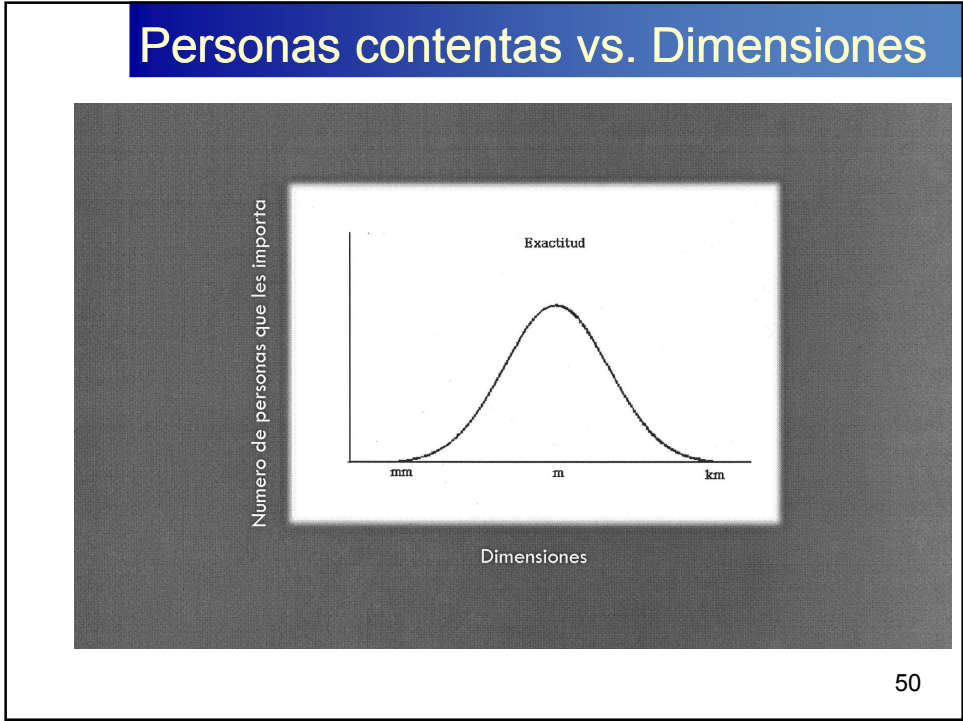 Personas contentas vs. Dimensiones
Numero de personas que les importa
Exactitud
mm
m
km
Dimensiones
50